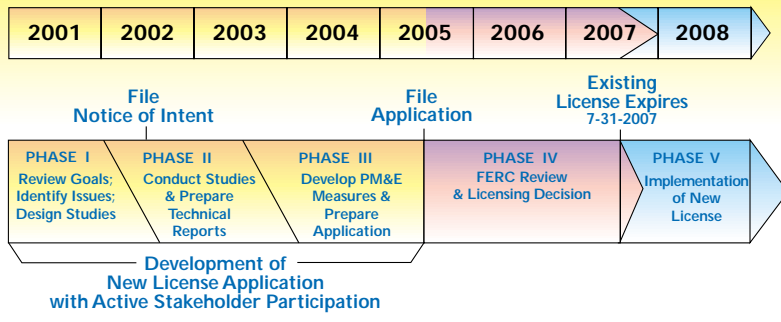 2001 2002 2003 2004 2005 2006 2007 2008
File
Notice of Intent
File
Application
Existing
License Expires
7-31-2007
PHASE I
Review Goals;
Identify Issues;
Design Studies
PHASE II
Conduct Studies
& Prepare
Technical
Reports
PHASE III
Develop PM&E
Measures &
Prepare
Application
PHASE IV
FERC Review
& Licensing Decision
PHASE V
Implementation
of New
License
Development of
New License Application
with Active Stakeholder Participation